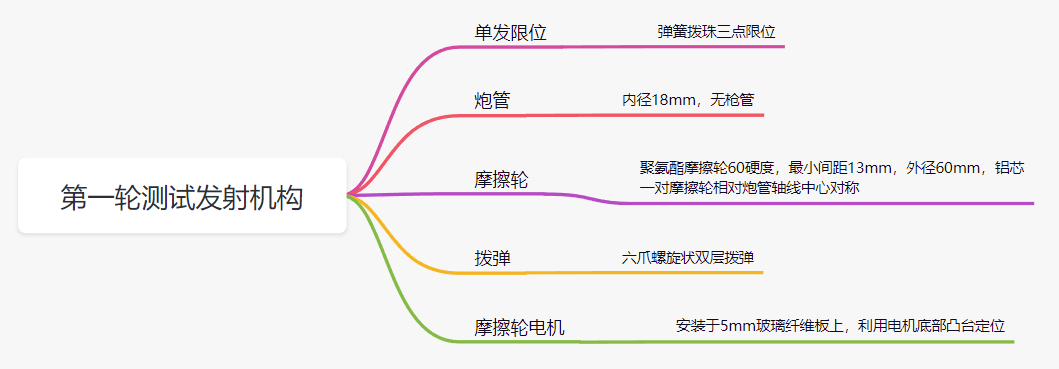 第一轮测试发射机构
单发限位
弹簧拨珠三点限位
炮管
内径18mm，无枪管
摩擦轮
聚氨酯摩擦轮60硬度，最小间距13mm，外径60mm，铝芯
一对摩擦轮相对炮管轴线中心对称
拨弹
六爪螺旋状双层拨弹
摩擦轮电机
安装于5mm玻璃纤维板上，利用电机底部凸台定位